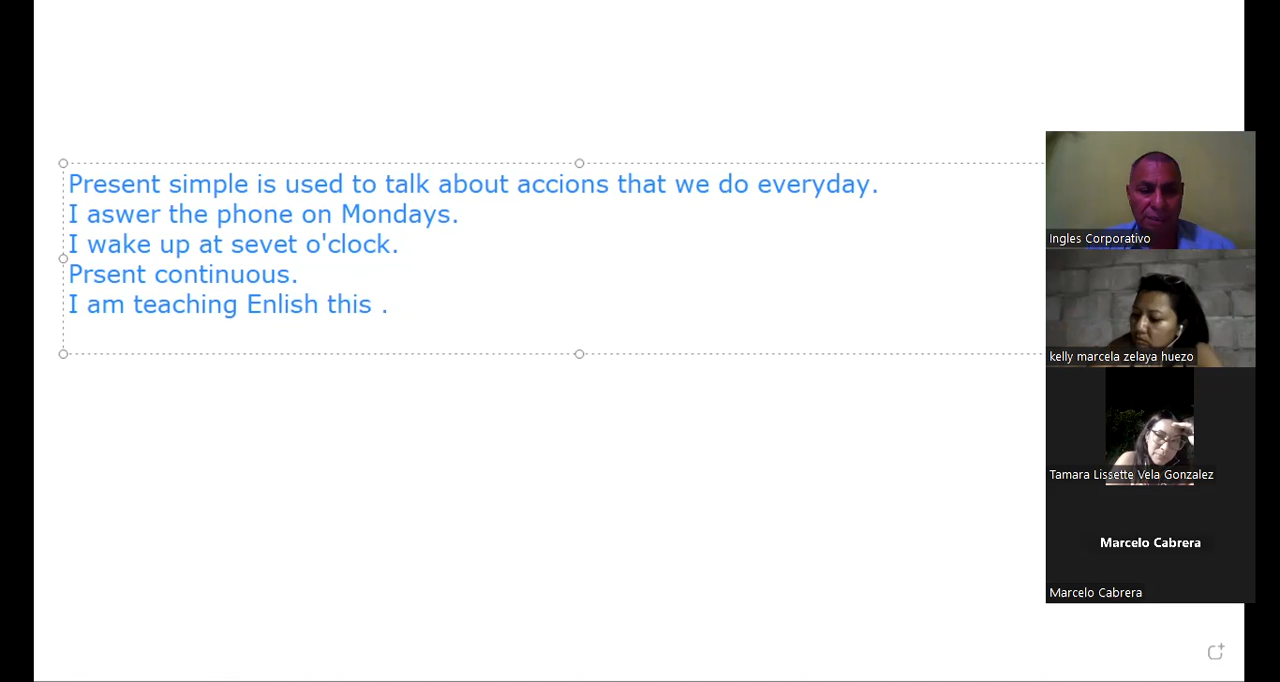 Present simple is used to talk about accions that we do everyday.
I aswer the phone on Mondays.
I wake up at sevet o'clock.
Prsent continuous.
I am teaching Enlish this .
Ingles Corporativo
kelly marcela zelaya huezo
Tamara Lissette Vela Gonzalez
Marcelo Cabrera
Marcelo Cabrera